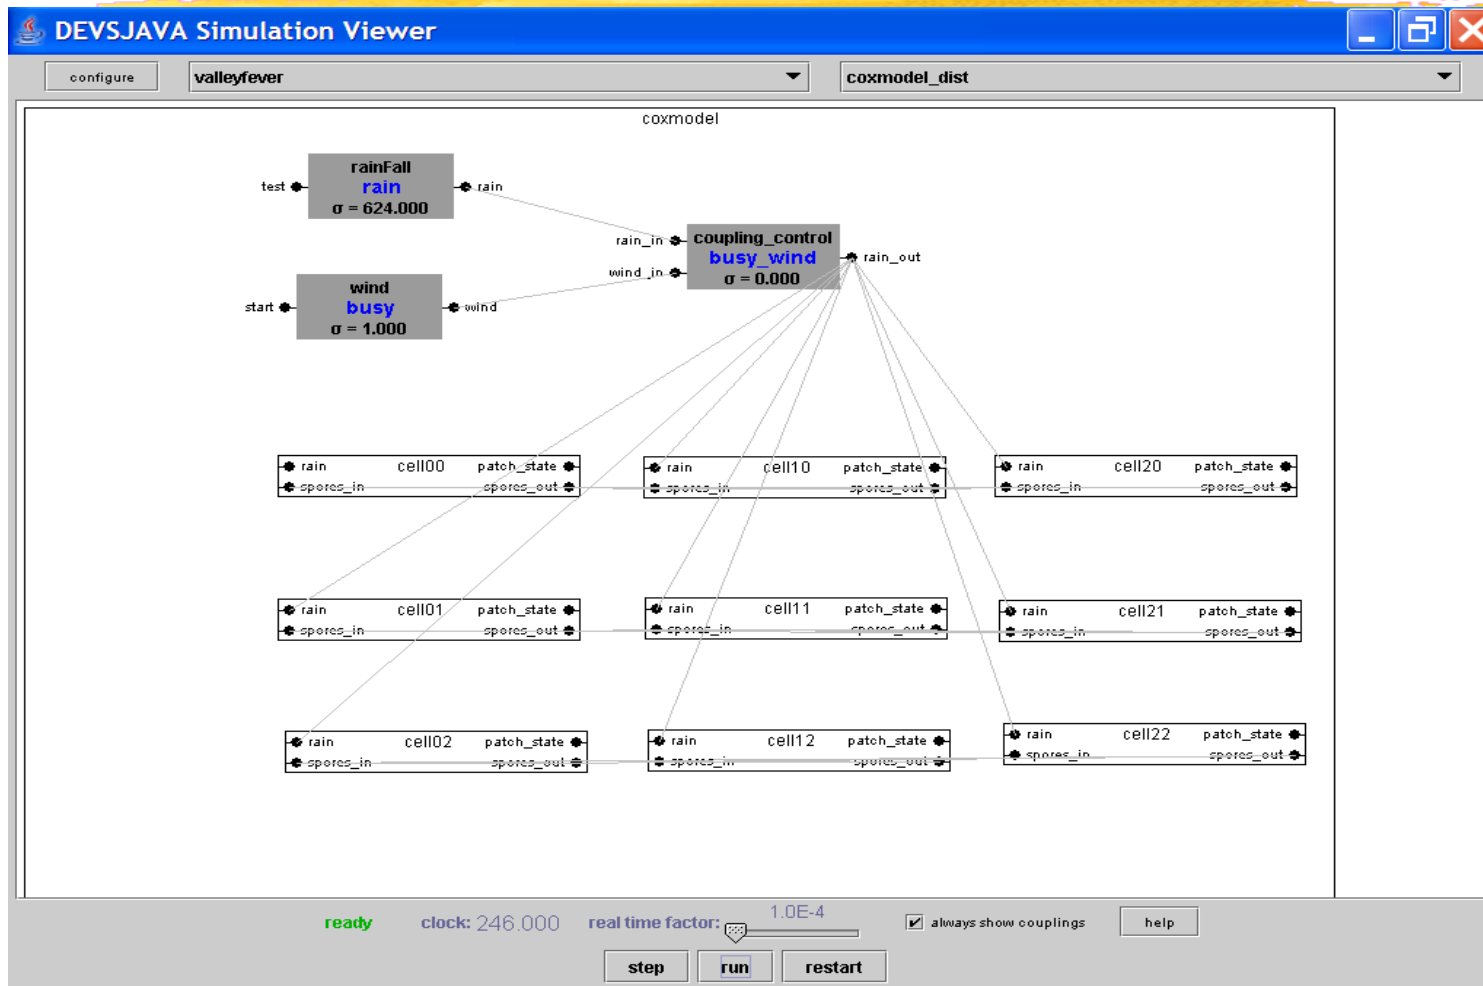 DEVSJAVA Simulation Viewer
configure valleyfever coxmodel_dist
coxmodel
rainFall
test rain rain
σ = 624.000
rain_in coupling_control
busy_wind rain_out
wind_in σ = 0.000
wind
start busy wind
σ = 1.000
rain cell00 patch_state
spores_in spores_out
rain cell10 patch_state
spores_in spores_out
rain cell20 patch_state
spores_in spores_out
rain cell01 patch_state
spores_in spores_out
rain cell11 patch_state
spores_in spores_out
rain cell21 patch_state
spores_in spores_out
rain cell02 patch_state
spores_in spores_out
rain cell12 patch_state
spores_in spores_out
rain cell22 patch_state
spores_in spores_out
ready clock: 246.000 real time factor: 1.0E-4 always show couplings help
step run restart